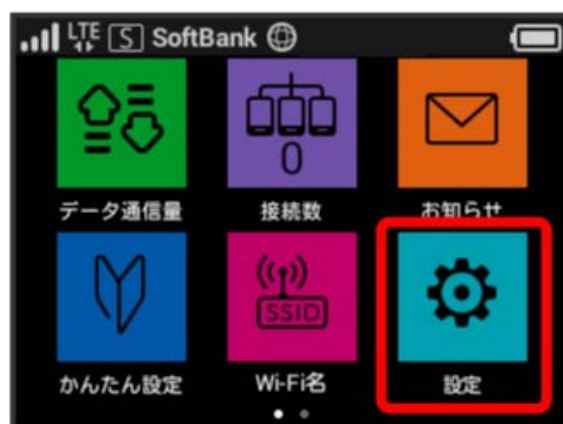 LTE S SoftBank
0
データ通信量 接続数 お知らせ
SSID
かんたん設定 Wi-Fi名 設定